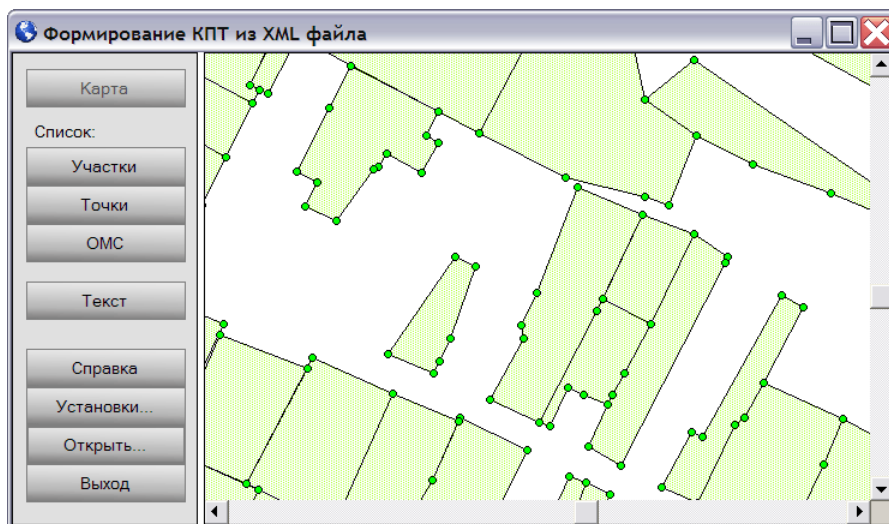 Формирование КПТ из XML файла
Карта
Список:
Участки
Точки
ОМС
Текст
Справка
Установки...
Открыть...
Выход